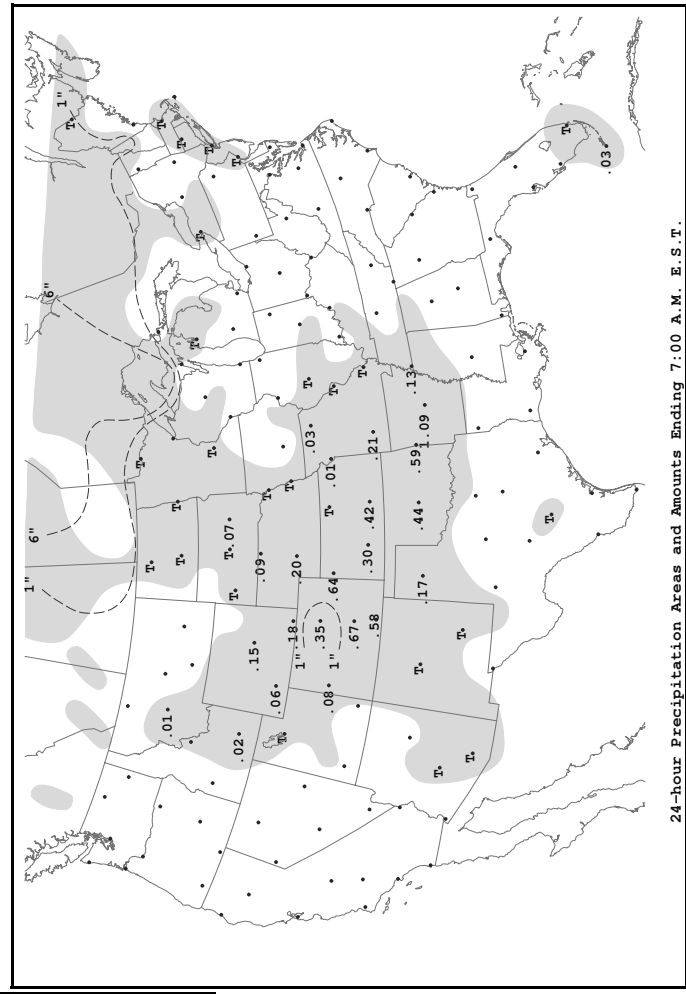 24-hour Precipitation Areas and Amounts Ending 7:00 A.M. E.S.T.
1"
6"
6"
1"
T
T
T
T
T
T
.03
T
T
T
T
T
.13
T
T
.03
.21
.59
1.09
T
T
.01
T
T
T
T
.42
.44
T
T
T
.07
T
.09
.20
.30
.64
.17
T
.15
.18
.35
.67
.58
1"
1"
T
T
.01
.06
.08
.02
T
T
T